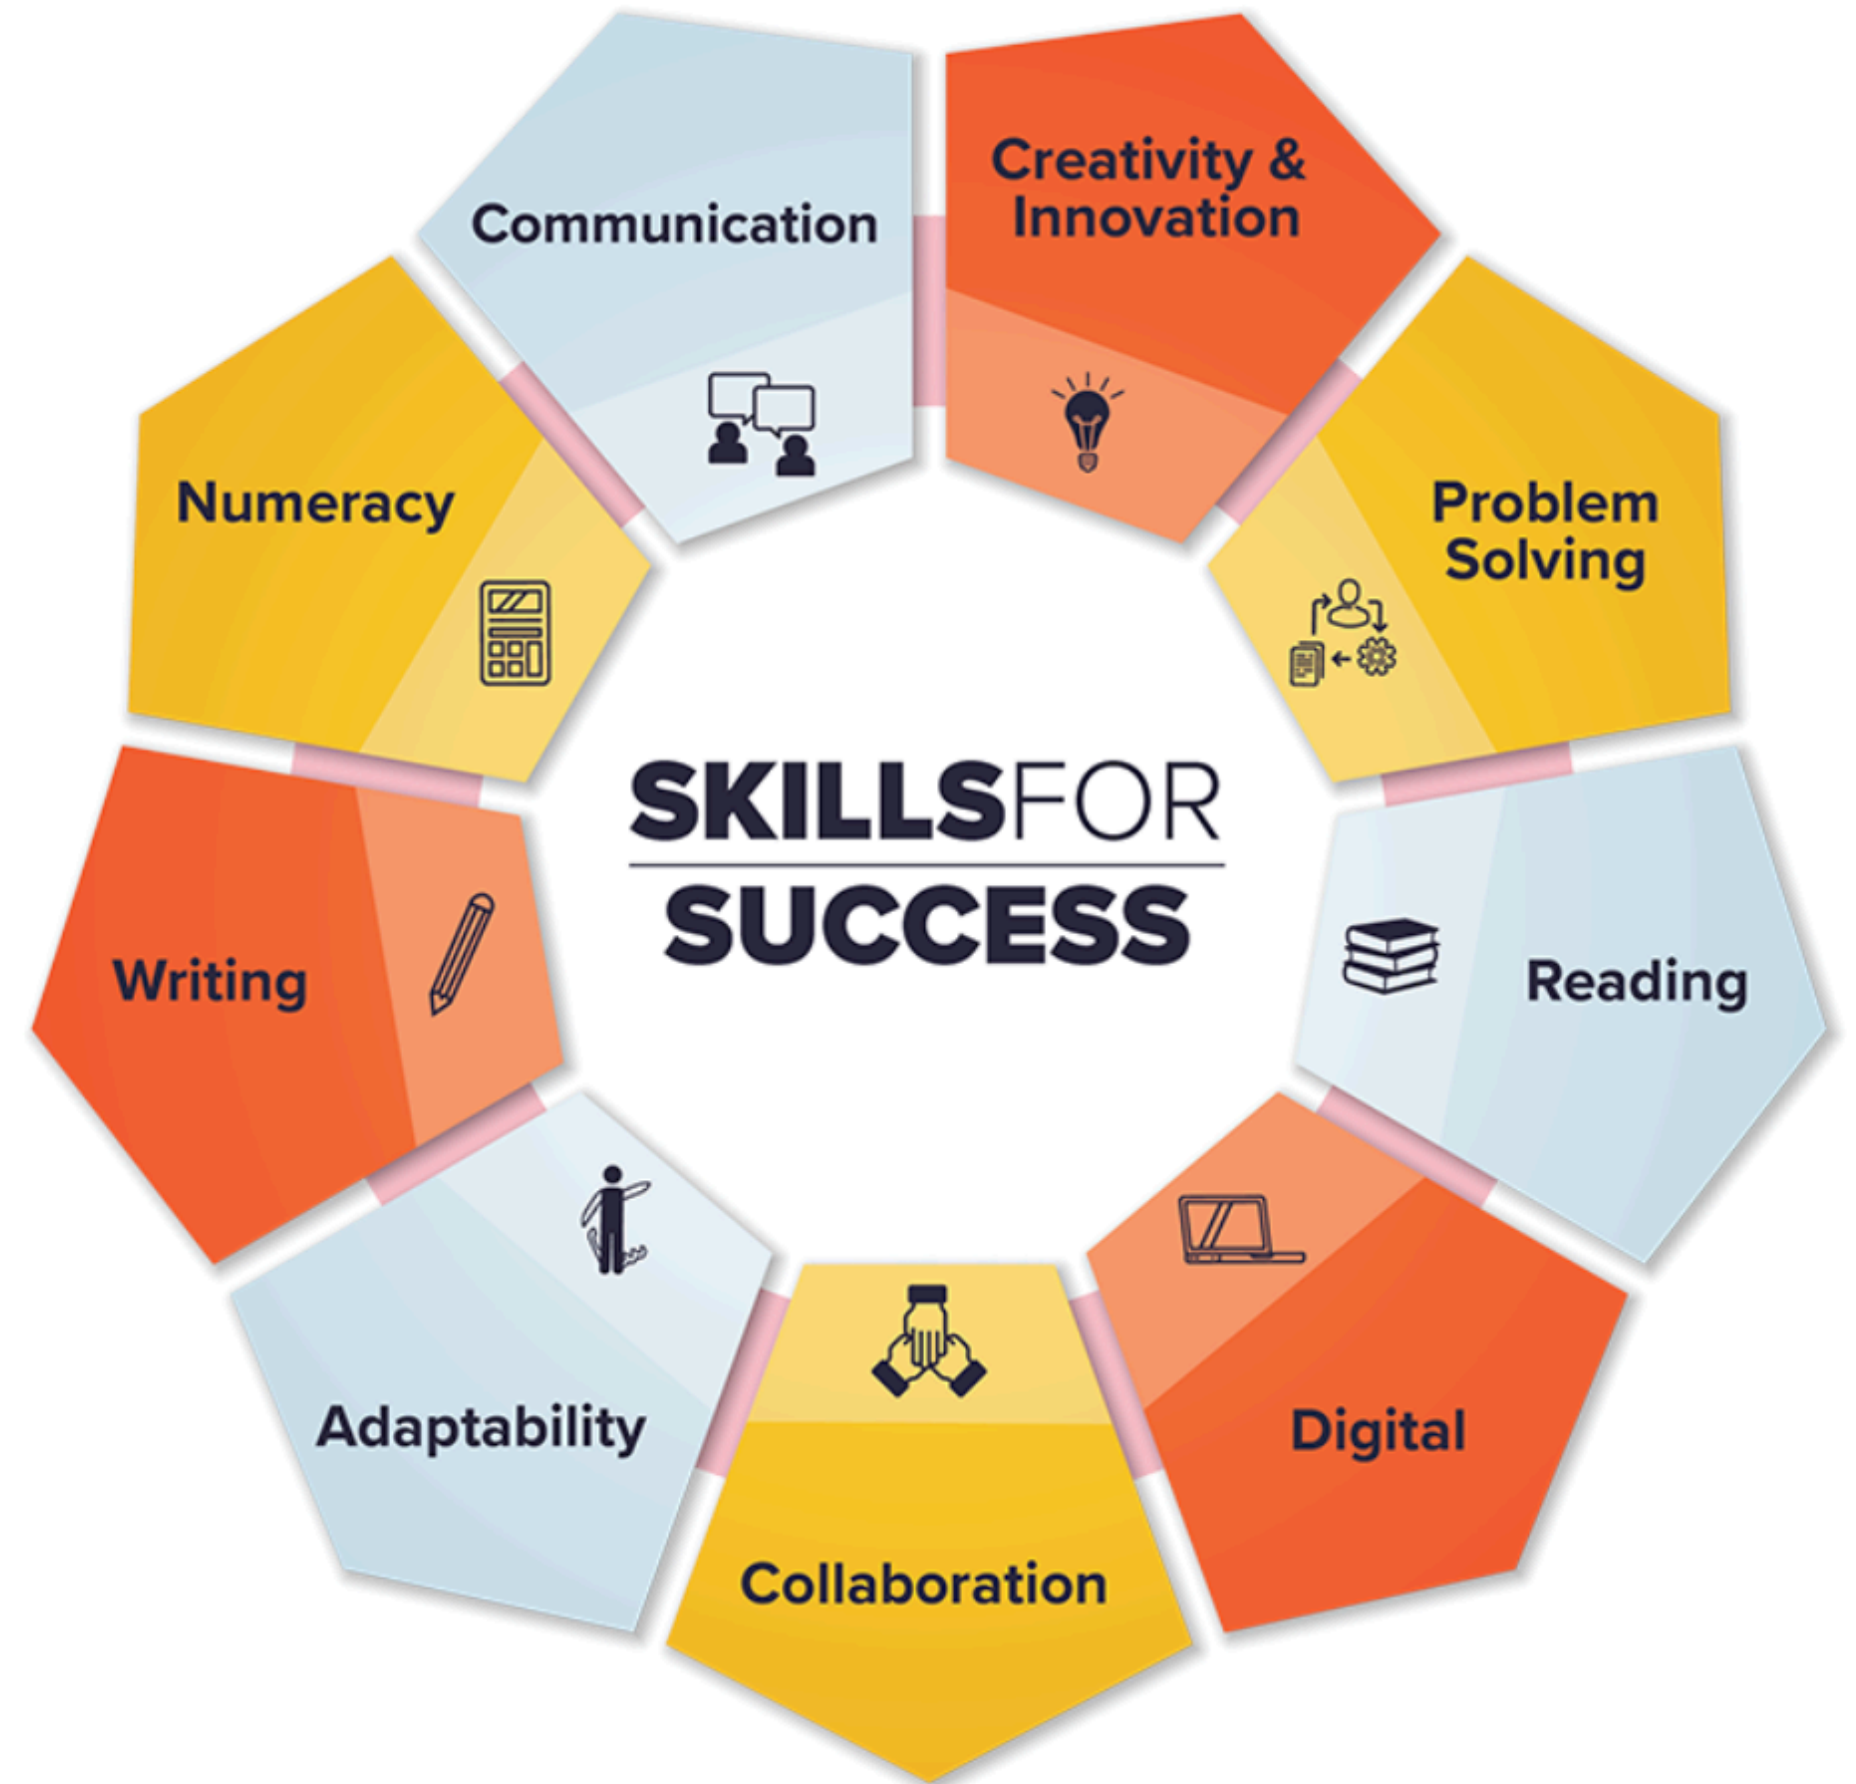 Communication
Creativity &
Innovation
Numeracy
Problem
Solving
SKILLSFOR
SUCCESS
Writing
Reading
Adaptability
Digital
Collaboration